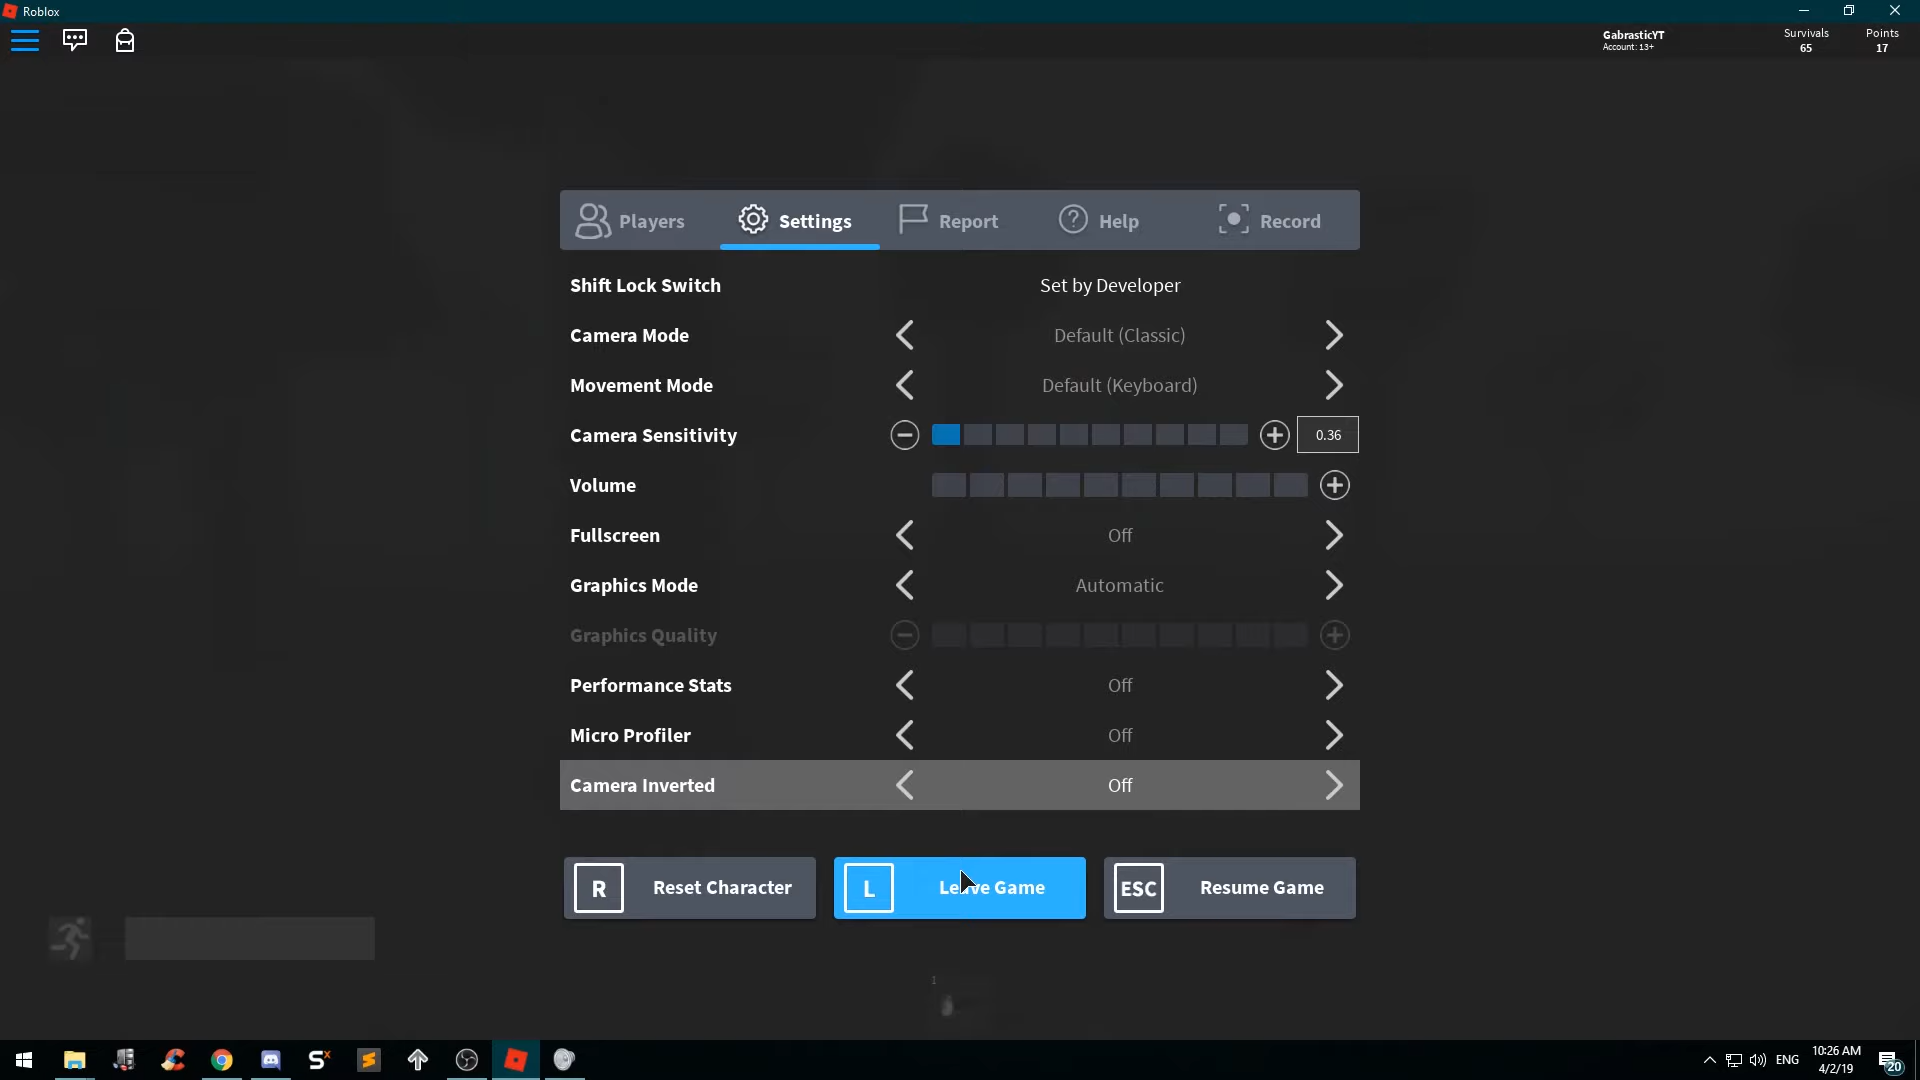 Roblox
GabrasticYT
Account: 13+
Survivals
65
Points
17
Players
Settings
Report
Help
Record
Shift Lock Switch
Set by Developer
Camera Mode
Default (Classic)
Movement Mode
Default (Keyboard)
Camera Sensitivity
0.36
Volume
Fullscreen
Off
Graphics Mode
Automatic
Graphics Quality
Performance Stats
Off
Micro Profiler
Off
Camera Inverted
Off
R Reset Character
L Leave Game
ESC Resume Game
1
Sx
ENG
10:26 AM
4/2/19
20